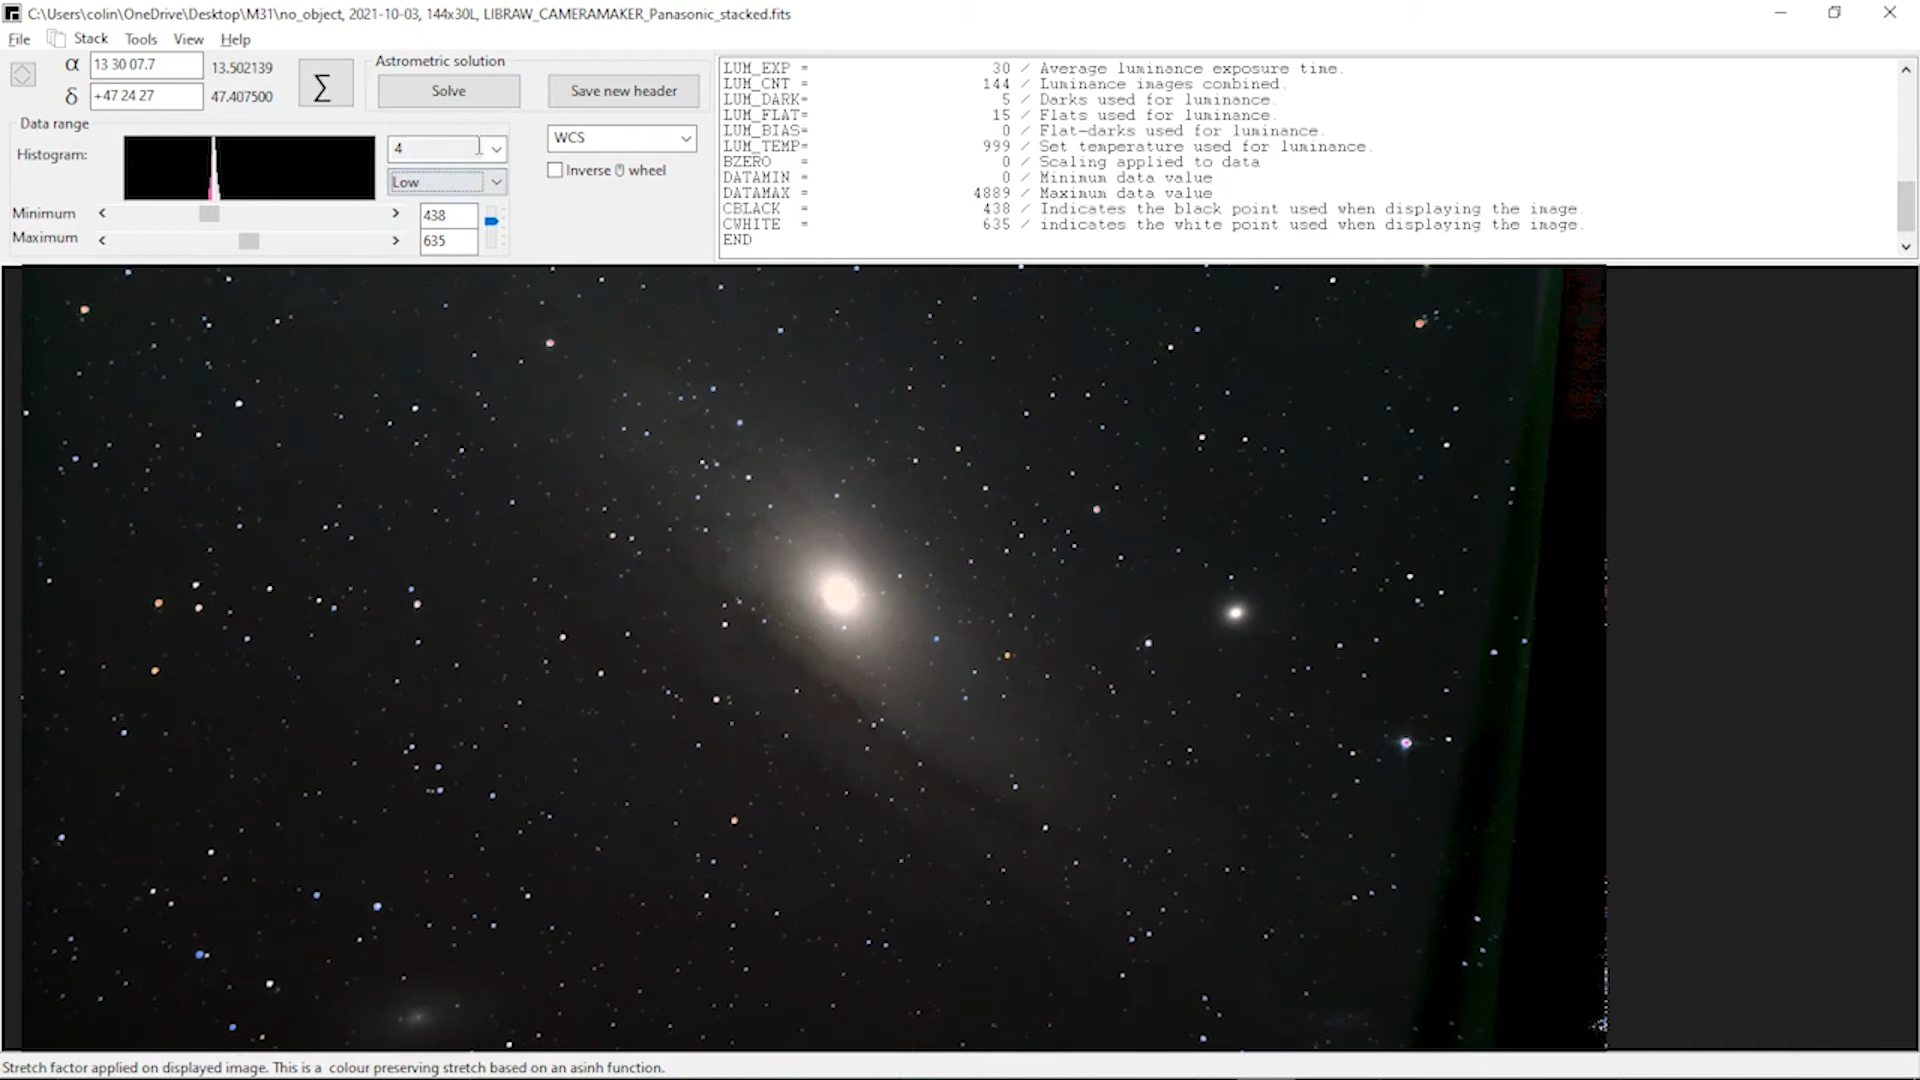 C:\Users\colin\OneDrive\Desktop\M31\no_object, 2021-10-03, 144x30L, LIBRAW_CAMERAMAKER_Panasonic_stacked.fits
File Stack Tools View Help
α 13 30 07.7 13.502139
δ +47 24 27 47.407500
Σ
Astrometric solution
Solve
Save new header
Data range
Histogram:
4
Low
WCS
Inverse wheel
Minimum < > 438
Maximum < > 635
LUM_EXP = 30 / Average luminance exposure time.
LUM_CNT = 144 / Luminance images combined.
LUM_DARK= 5 / Darks used for luminance.
LUM_FLAT= 15 / Flats used for luminance.
LUM_BIAS= 0 / Flat-darks used for luminance.
LUM_TEMP= 999 / Set temperature used for luminance.
BZERO = 0 / Scaling applied to data
DATAMIN = 0 / Minimum data value
DATAMAX = 4889 / Maximum data value
CBLACK = 438 / Indicates the black point used when displaying the image.
CWHITE = 635 / indicates the white point used when displaying the image.
END
Stretch factor applied on displayed image. This is a colour preserving stretch based on an asinh function.